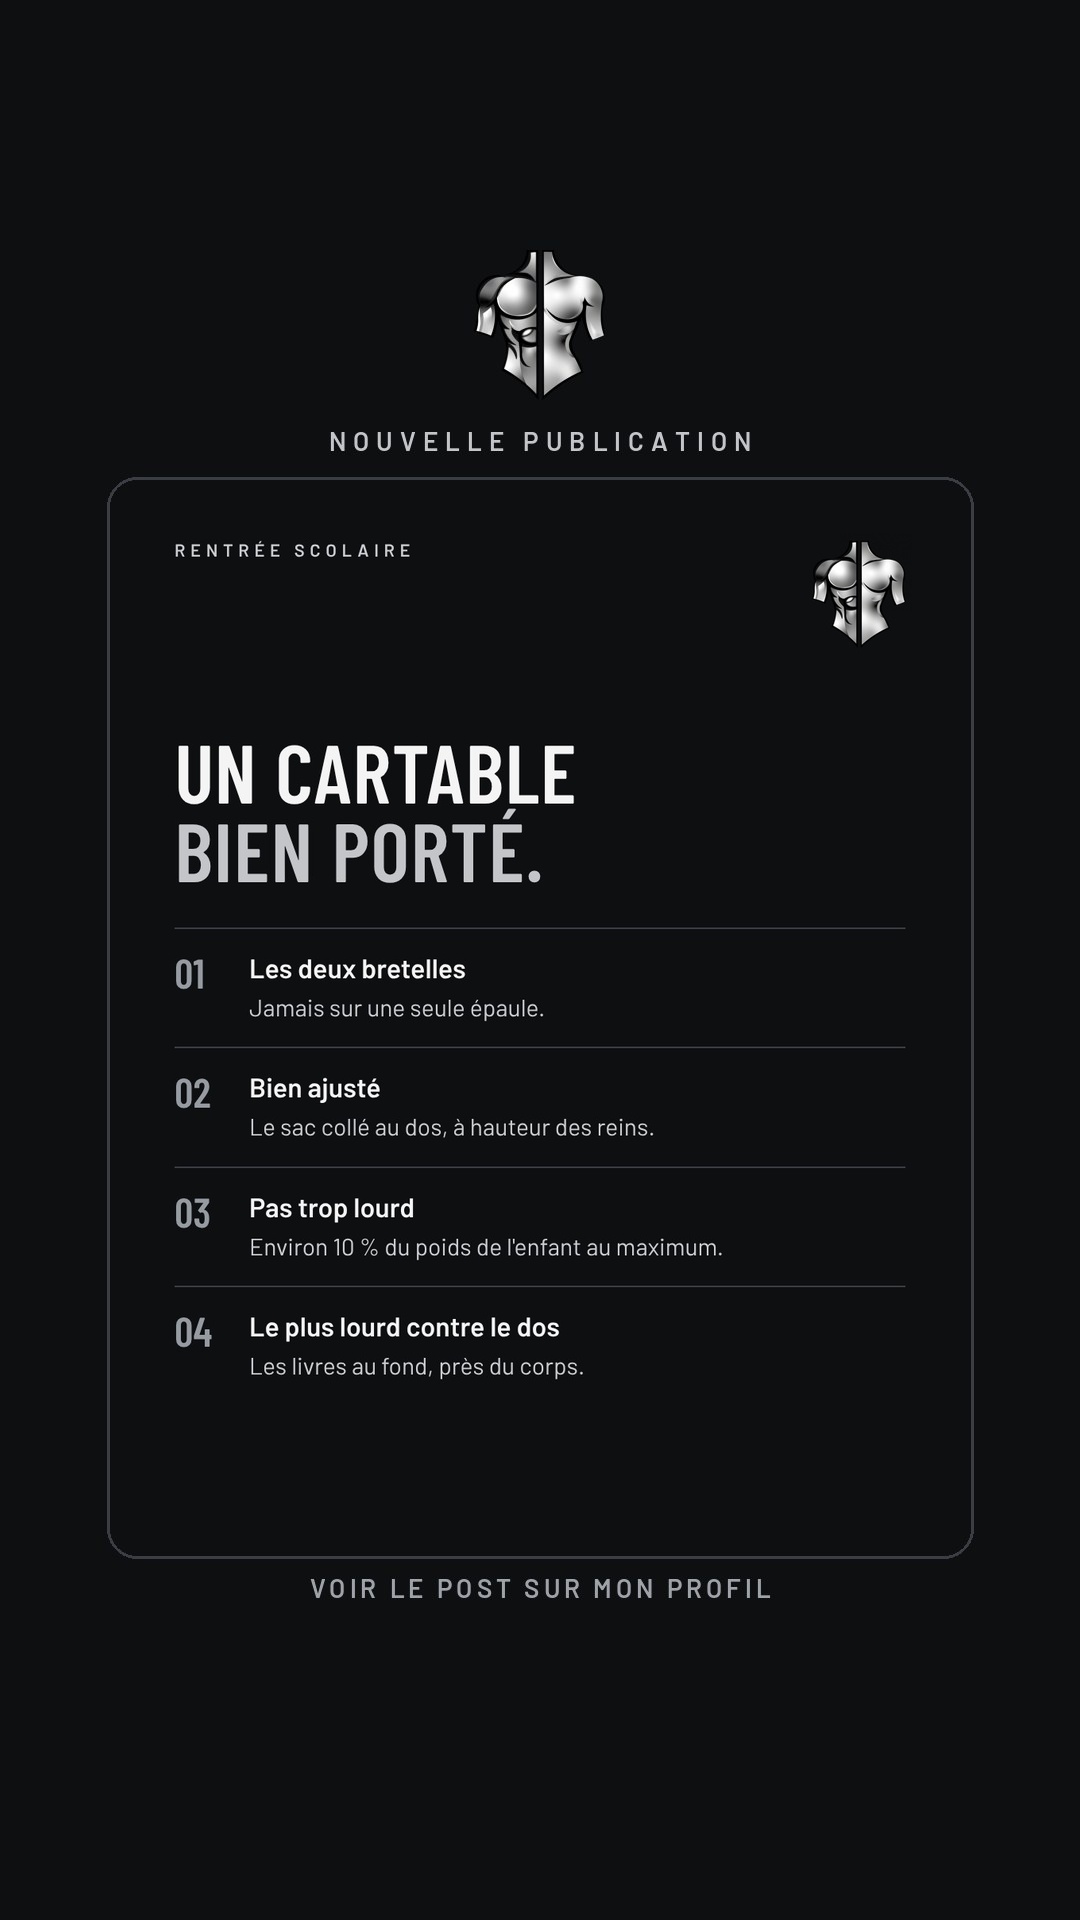 NOUVELLE PUBLICATION
RENTRÉE SCOLAIRE
UN CARTABLE
BIEN PORTÉ.
01 Les deux bretelles
Jamais sur une seule épaule.
02 Bien ajusté
Le sac collé au dos, à hauteur des reins.
03 Pas trop lourd
Environ 10 % du poids de l'enfant au maximum.
04 Le plus lourd contre le dos
Les livres au fond, près du corps.
VOIR LE POST SUR MON PROFIL